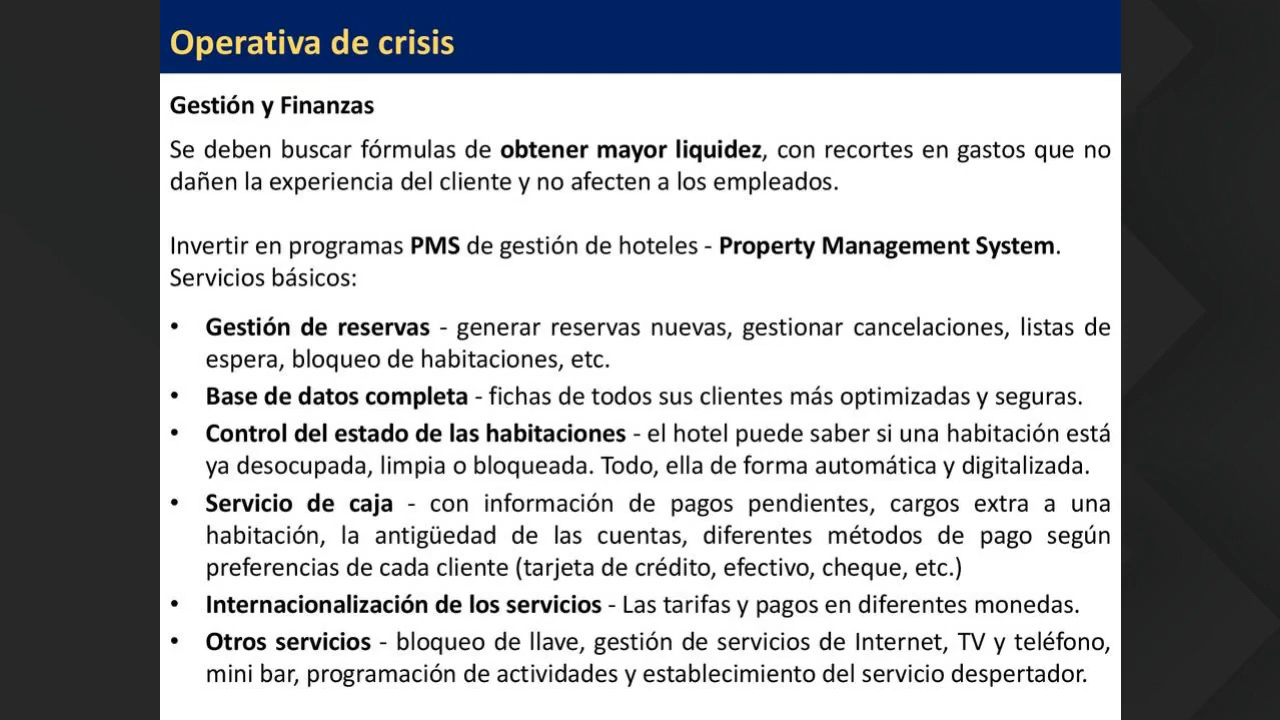 Operativa de crisis
Gestión y Finanzas
Se deben buscar fórmulas de obtener mayor liquidez, con recortes en gastos que no
dañen la experiencia del cliente y no afecten a los empleados.
Invertir en programas PMS de gestión de hoteles - Property Management System.
Servicios básicos:
• Gestión de reservas - generar reservas nuevas, gestionar cancelaciones, listas de
espera, bloqueo de habitaciones, etc.
• Base de datos completa - fichas de todos sus clientes más optimizadas y seguras.
• Control del estado de las habitaciones - el hotel puede saber si una habitación está
ya desocupada, limpia o bloqueada. Todo, ella de forma automática y digitalizada.
• Servicio de caja - con información de pagos pendientes, cargos extra a una
habitación, la antigüedad de las cuentas, diferentes métodos de pago según
preferencias de cada cliente (tarjeta de crédito, efectivo, cheque, etc.)
• Internacionalización de los servicios - Las tarifas y pagos en diferentes monedas.
• Otros servicios - bloqueo de llave, gestión de servicios de Internet, TV y teléfono,
mini bar, programación de actividades y establecimiento del servicio despertador.